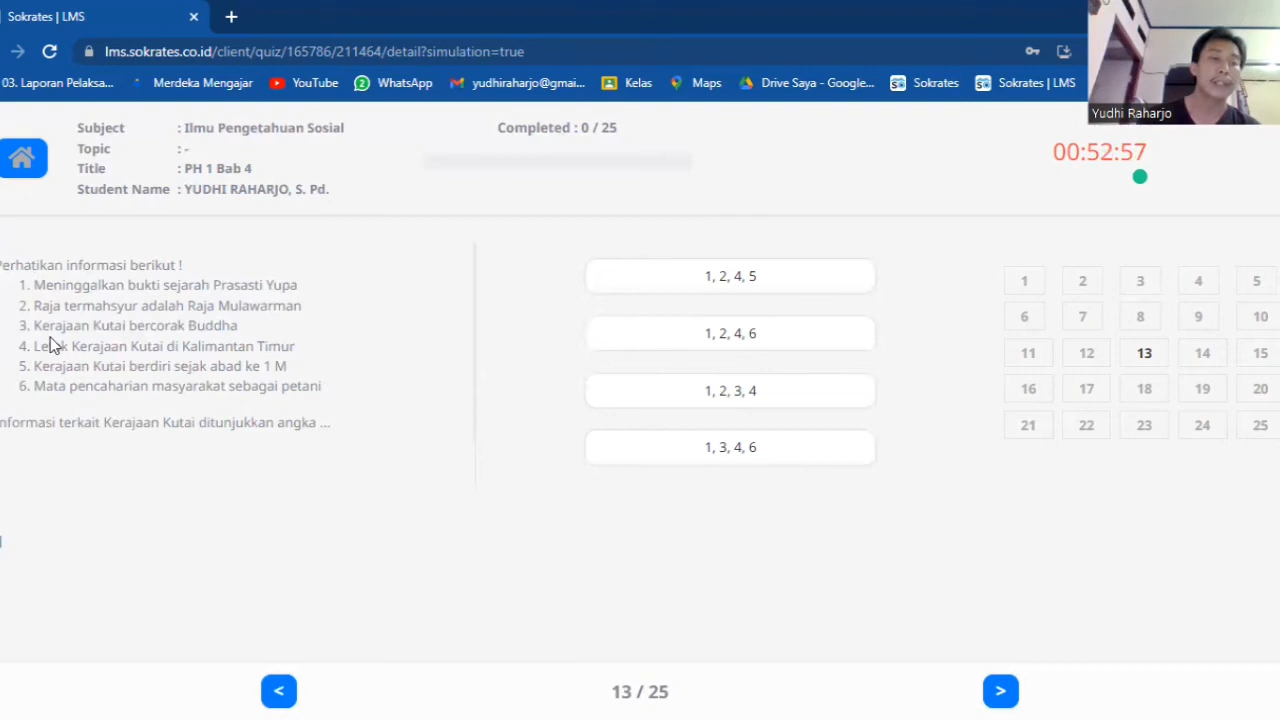 Sokrates | LMS
lms.sokrates.co.id/client/quiz/165786/211464/detail?simulation=true
03. Laporan Pelaksa... Merdeka Mengajar YouTube 2 WhatsApp yudhiraharjo@gmai... Kelas Maps Drive Saya - Google... Sokrates Sokrates | LMS
Yudhi Raharjo
Subject : Ilmu Pengetahuan Sosial
Topic : -
Title : PH 1 Bab 4
Student Name : YUDHI RAHARJO, S. Pd.
Completed : 0 / 25
00:52:57
Perhatikan informasi berikut !
1. Meninggalkan bukti sejarah Prasasti Yupa
2. Raja termahsyur adalah Raja Mulawarman
3. Kerajaan Kutai bercorak Buddha
4. Letak Kerajaan Kutai di Kalimantan Timur
5. Kerajaan Kutai berdiri sejak abad ke 1 M
6. Mata pencaharian masyarakat sebagai petani
nformasi terkait Kerajaan Kutai ditunjukkan angka ...
1, 2, 4, 5
1, 2, 4, 6
1, 2, 3, 4
1, 3, 4, 6
1 2 3 4 5
6 7 8 9 10
11 12 13 14 15
16 17 18 19 20
21 22 23 24 25
< 13 / 25 >